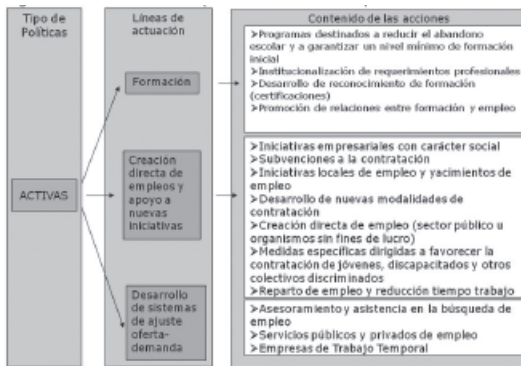 Tipo de
Políticas
Líneas de
actuación
Contenido de las acciones
ACTIVAS
Formación
➢Programas destinados a reducir el abandono
escolar y a garantizar un nivel mínimo de formación
inicial
➢Institucionalización de requerimientos profesionales
➢Desarrollo de reconocimiento de formación
(certificaciones)
➢Promoción de relaciones entre formación y empleo
Creación
directa de
empleos y
apoyo a
nuevas
iniciativas
➢Iniciativas empresariales con carácter social
➢Subvenciones a la contratación
➢Iniciativas locales de empleo y yacimientos de
empleo
➢Desarrollo de nuevas modalidades de
contratación
➢Creación directa de empleo (sector público u
organismos sin fines de lucro)
➢Medidas específicas dirigidas a favorecer la
contratación de jóvenes, discapacitados y otros
colectivos discriminados
➢Reparto de empleo y reducción tiempo trabajo
Desarrollo
de sistemas
de ajuste
oferta-
demanda
➢Asesoramiento y asistencia en la búsqueda de
empleo
➢Servicios públicos y privados de empleo
➢Empresas de Trabajo Temporal